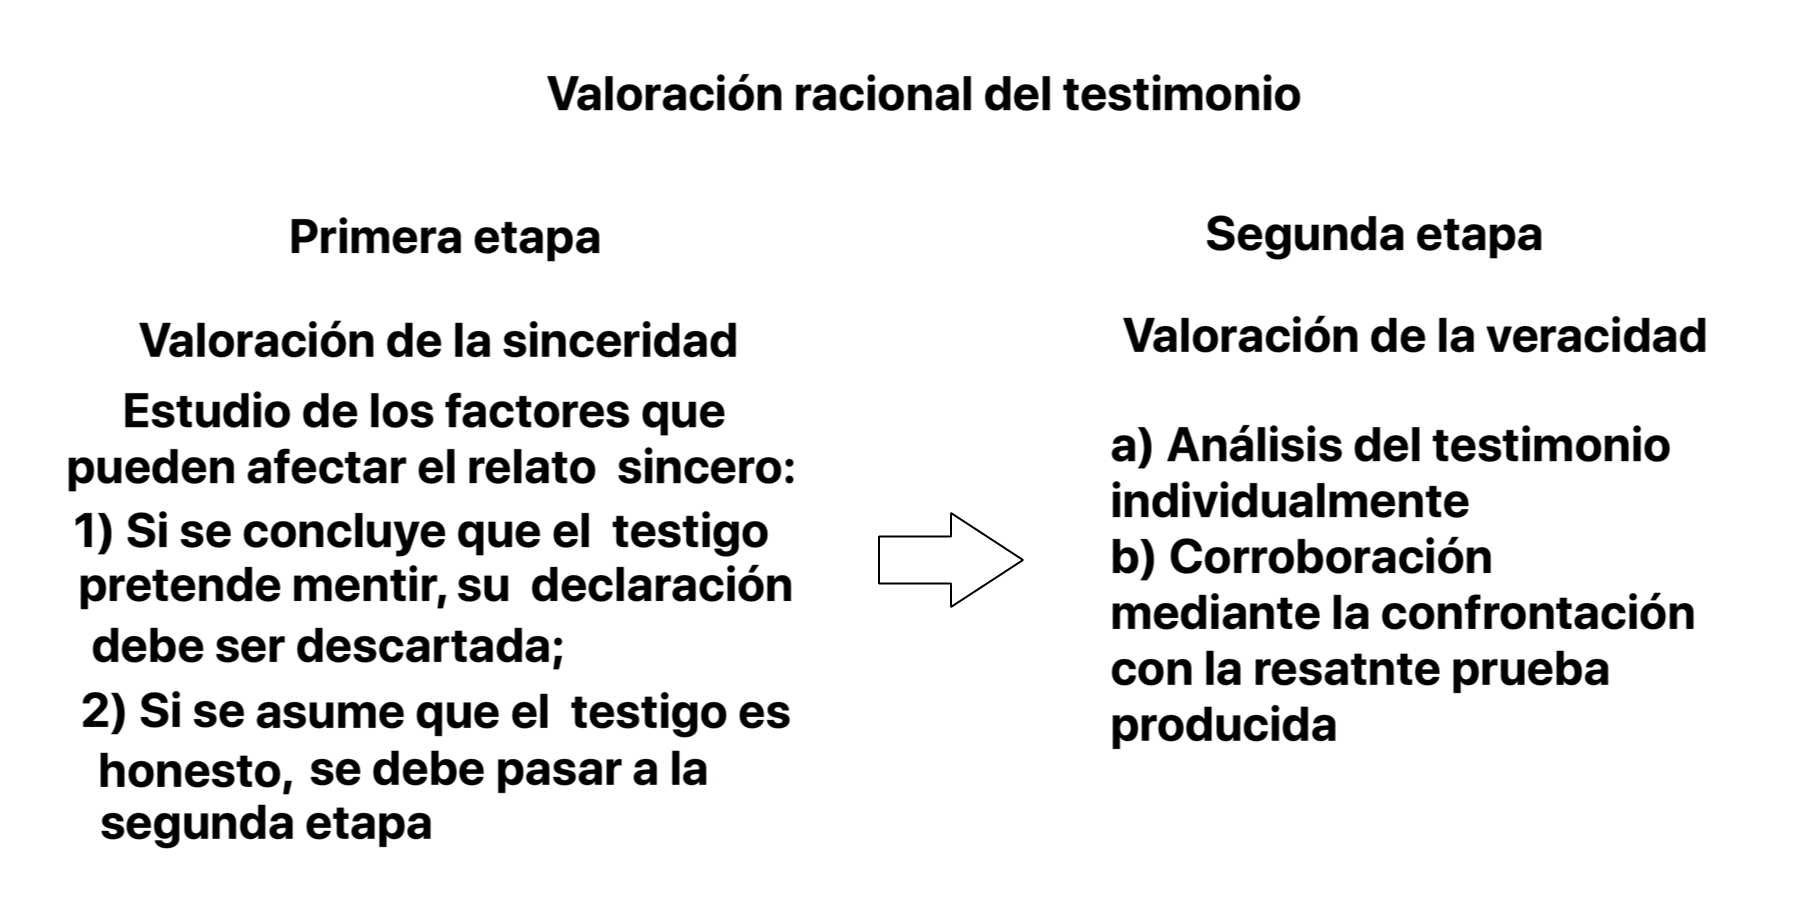 Valoración racional del testimonio
Primera etapa
Valoración de la sinceridad
Estudio de los factores que
pueden afectar el relato sincero:
1) Si se concluye que el testigo
pretende mentir, su declaración
debe ser descartada;
2) Si se asume que el testigo es
honesto, se debe pasar a la
segunda etapa
Segunda etapa
Valoración de la veracidad
a) Análisis del testimonio
individualmente
b) Corroboración
mediante la confrontación
con la resatnte prueba
producida